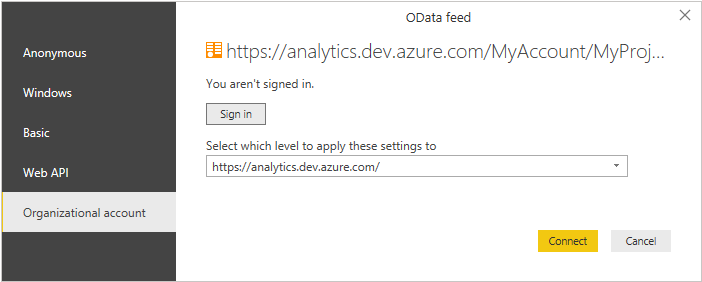 OData feed
Anonymous
Windows
Basic
Web API
Organizational account
https://analytics.dev.azure.com/MyAccount/MyProj...
You aren't signed in.
Sign in
Select which level to apply these settings to
https://analytics.dev.azure.com/
Connect
Cancel